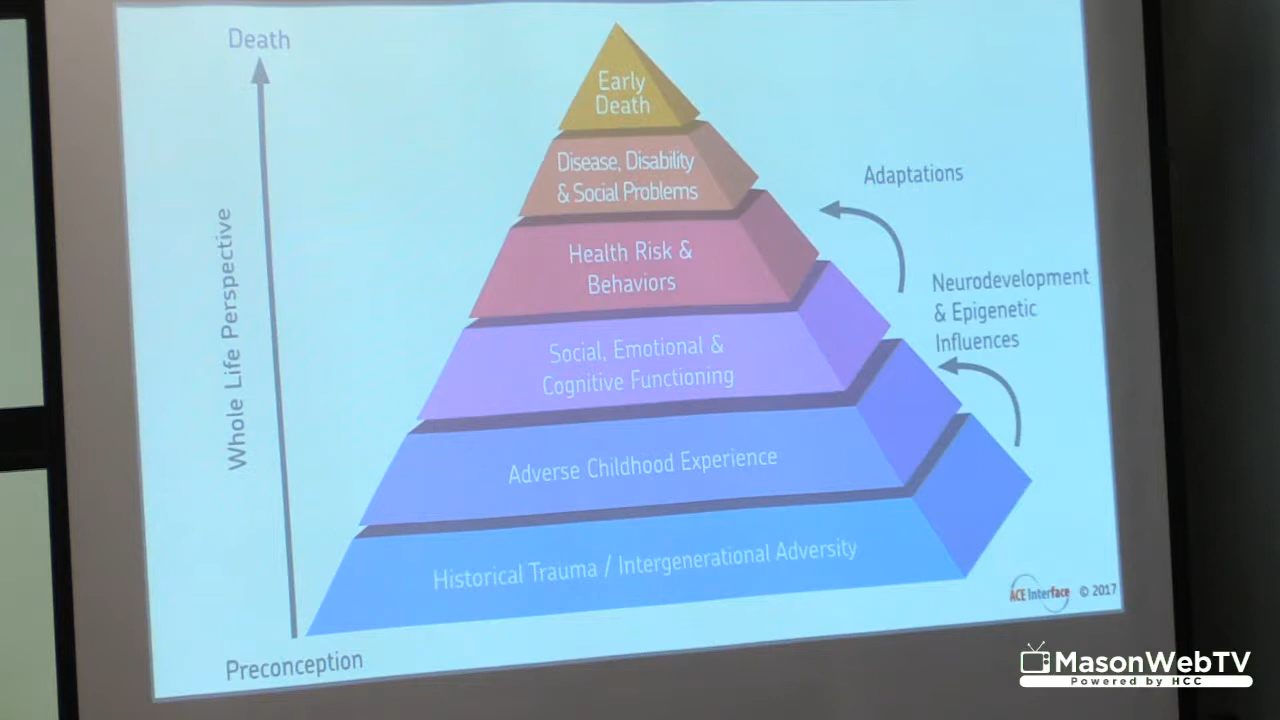 Death
Early
Death
Disease, Disability
& Social Problems
Adaptations
Health Risk &
Behaviors
Neurodevelopment
& Epigenetic
Influences
Whole Life Perspective
Social, Emotional &
Cognitive Functioning
Adverse Childhood Experience
Historical Trauma / Intergenerational Adversity
ACE Interface © 2017
Preconception
MasonWebTV
Powered by HCC